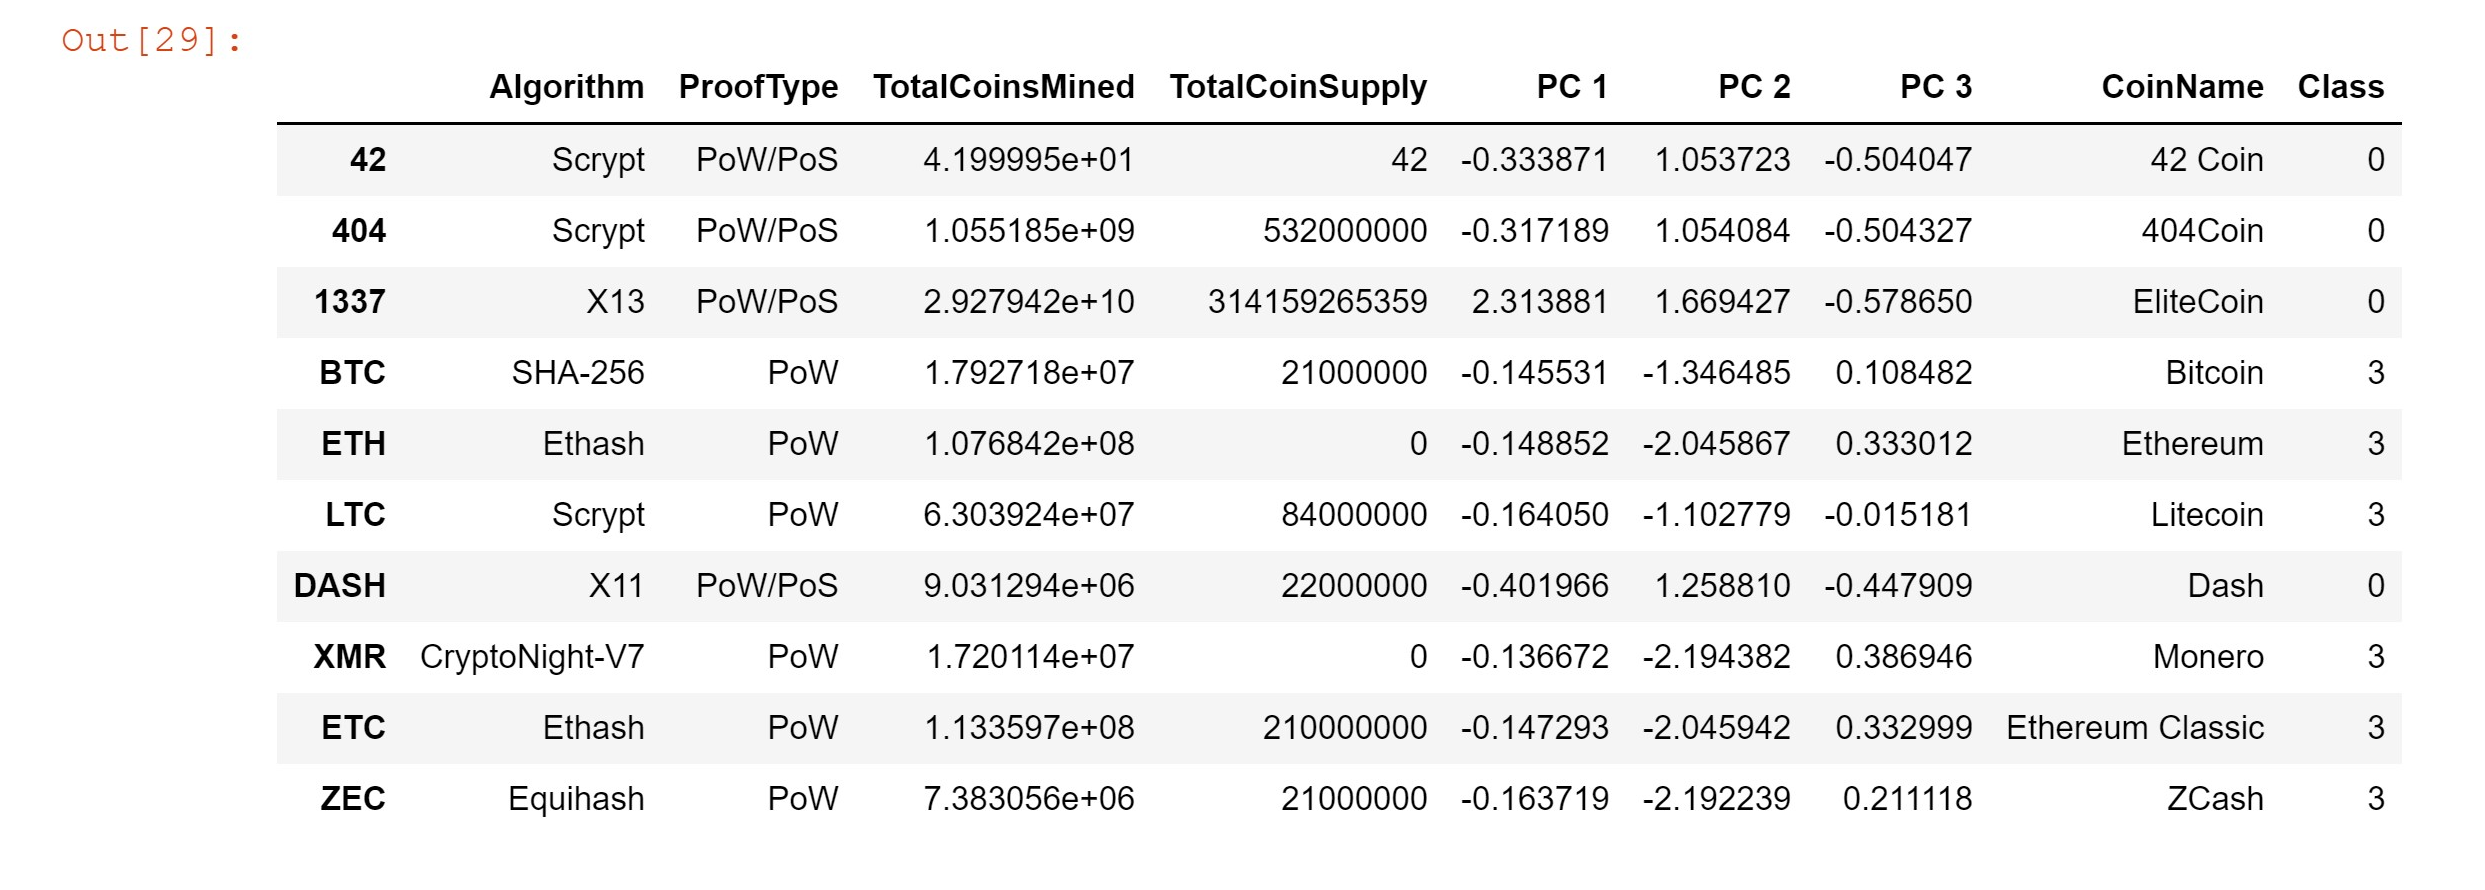 Out[29]:
Algorithm ProofType TotalCoinsMined TotalCoinSupply PC 1 PC 2 PC 3 CoinName Class
42 Scrypt PoW/PoS 4.199995e+01 42 -0.333871 1.053723 -0.504047 42 Coin 0
404 Scrypt PoW/PoS 1.055185e+09 532000000 -0.317189 1.054084 -0.504327 404Coin 0
1337 X13 PoW/PoS 2.927942e+10 314159265359 2.313881 1.669427 -0.578650 EliteCoin 0
BTC SHA-256 PoW 1.792718e+07 21000000 -0.145531 -1.346485 0.108482 Bitcoin 3
ETH Ethash PoW 1.076842e+08 0 -0.148852 -2.045867 0.333012 Ethereum 3
LTC Scrypt PoW 6.303924e+07 84000000 -0.164050 -1.102779 -0.015181 Litecoin 3
DASH X11 PoW/PoS 9.031294e+06 22000000 -0.401966 1.258810 -0.447909 Dash 0
XMR CryptoNight-V7 PoW 1.720114e+07 0 -0.136672 -2.194382 0.386946 Monero 3
ETC Ethash PoW 1.133597e+08 210000000 -0.147293 -2.045942 0.332999 Ethereum Classic 3
ZEC Equihash PoW 7.383056e+06 21000000 -0.163719 -2.192239 0.211118 ZCash 3